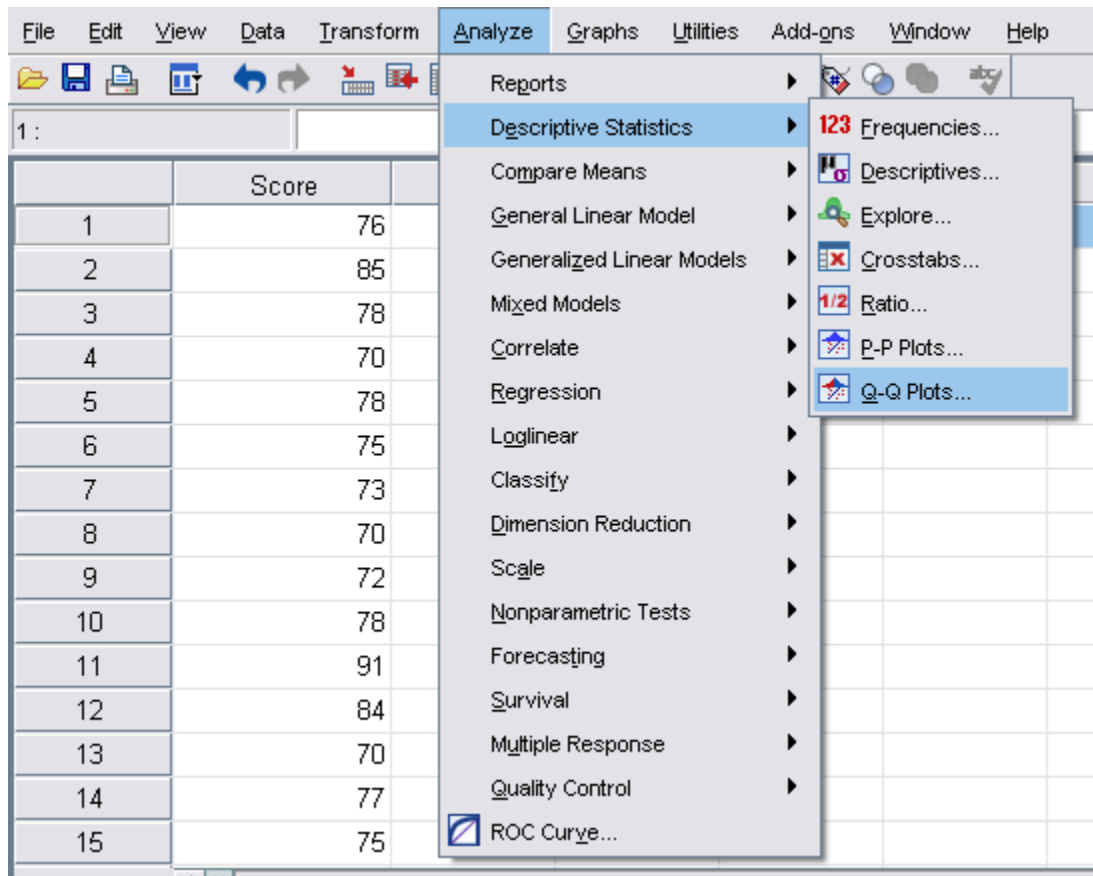 File Edit View Data Transform Analyze Graphs Utilities Add-ons Window Help
1 :
Reports
Descriptive Statistics
Compare Means
General Linear Model
Generalized Linear Models
Mixed Models
Correlate
Regression
Loglinear
Classify
Dimension Reduction
Scale
Nonparametric Tests
Forecasting
Survival
Multiple Response
Quality Control
ROC Curve...
123 Frequencies...
μσ Descriptives...
Explore...
Crosstabs...
1/2 Ratio...
P-P Plots...
Q-Q Plots...
Score
1 76
2 85
3 78
4 70
5 78
6 75
7 73
8 70
9 72
10 78
11 91
12 84
13 70
14 77
15 75